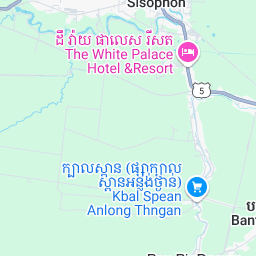 Sisophon
ដឹ វ៉ាយ ផាលេស រីសត
The White Palace
Hotel &Resort
5
ក្បាលស្ពាន (ផ្សារក្បាល
ស្ពានអន្លង់ថ្ងាន)
Kbal Spean
Anlong Thngan